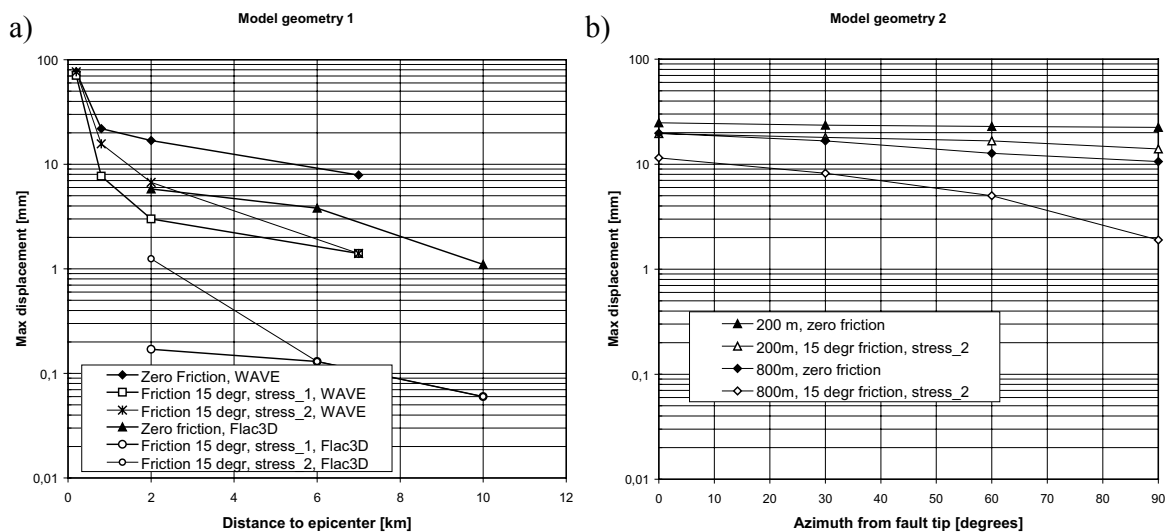 a)
Model geometry 1
100
10
1
0,1
0,01
Max displacement [mm]
Zero Friction, WAVE
Friction 15 degr, stress_1, WAVE
Friction 15 degr, stress_2, WAVE
Zero friction, Flac3D
Friction 15 degr, stress_1, Flac3D
Friction 15 degr, stress_2, Flac3D
0 2 4 6 8 10 12
Distance to epicenter [km]
b)
Model geometry 2
100
10
1
0,1
0,01
Max displacement [mm]
200 m, zero friction
200m, 15 degr friction, stress_2
800m, zero friction
800m, 15 degr friction, stress_2
0 10 20 30 40 50 60 70 80 90
Azimuth from fault tip [degrees]